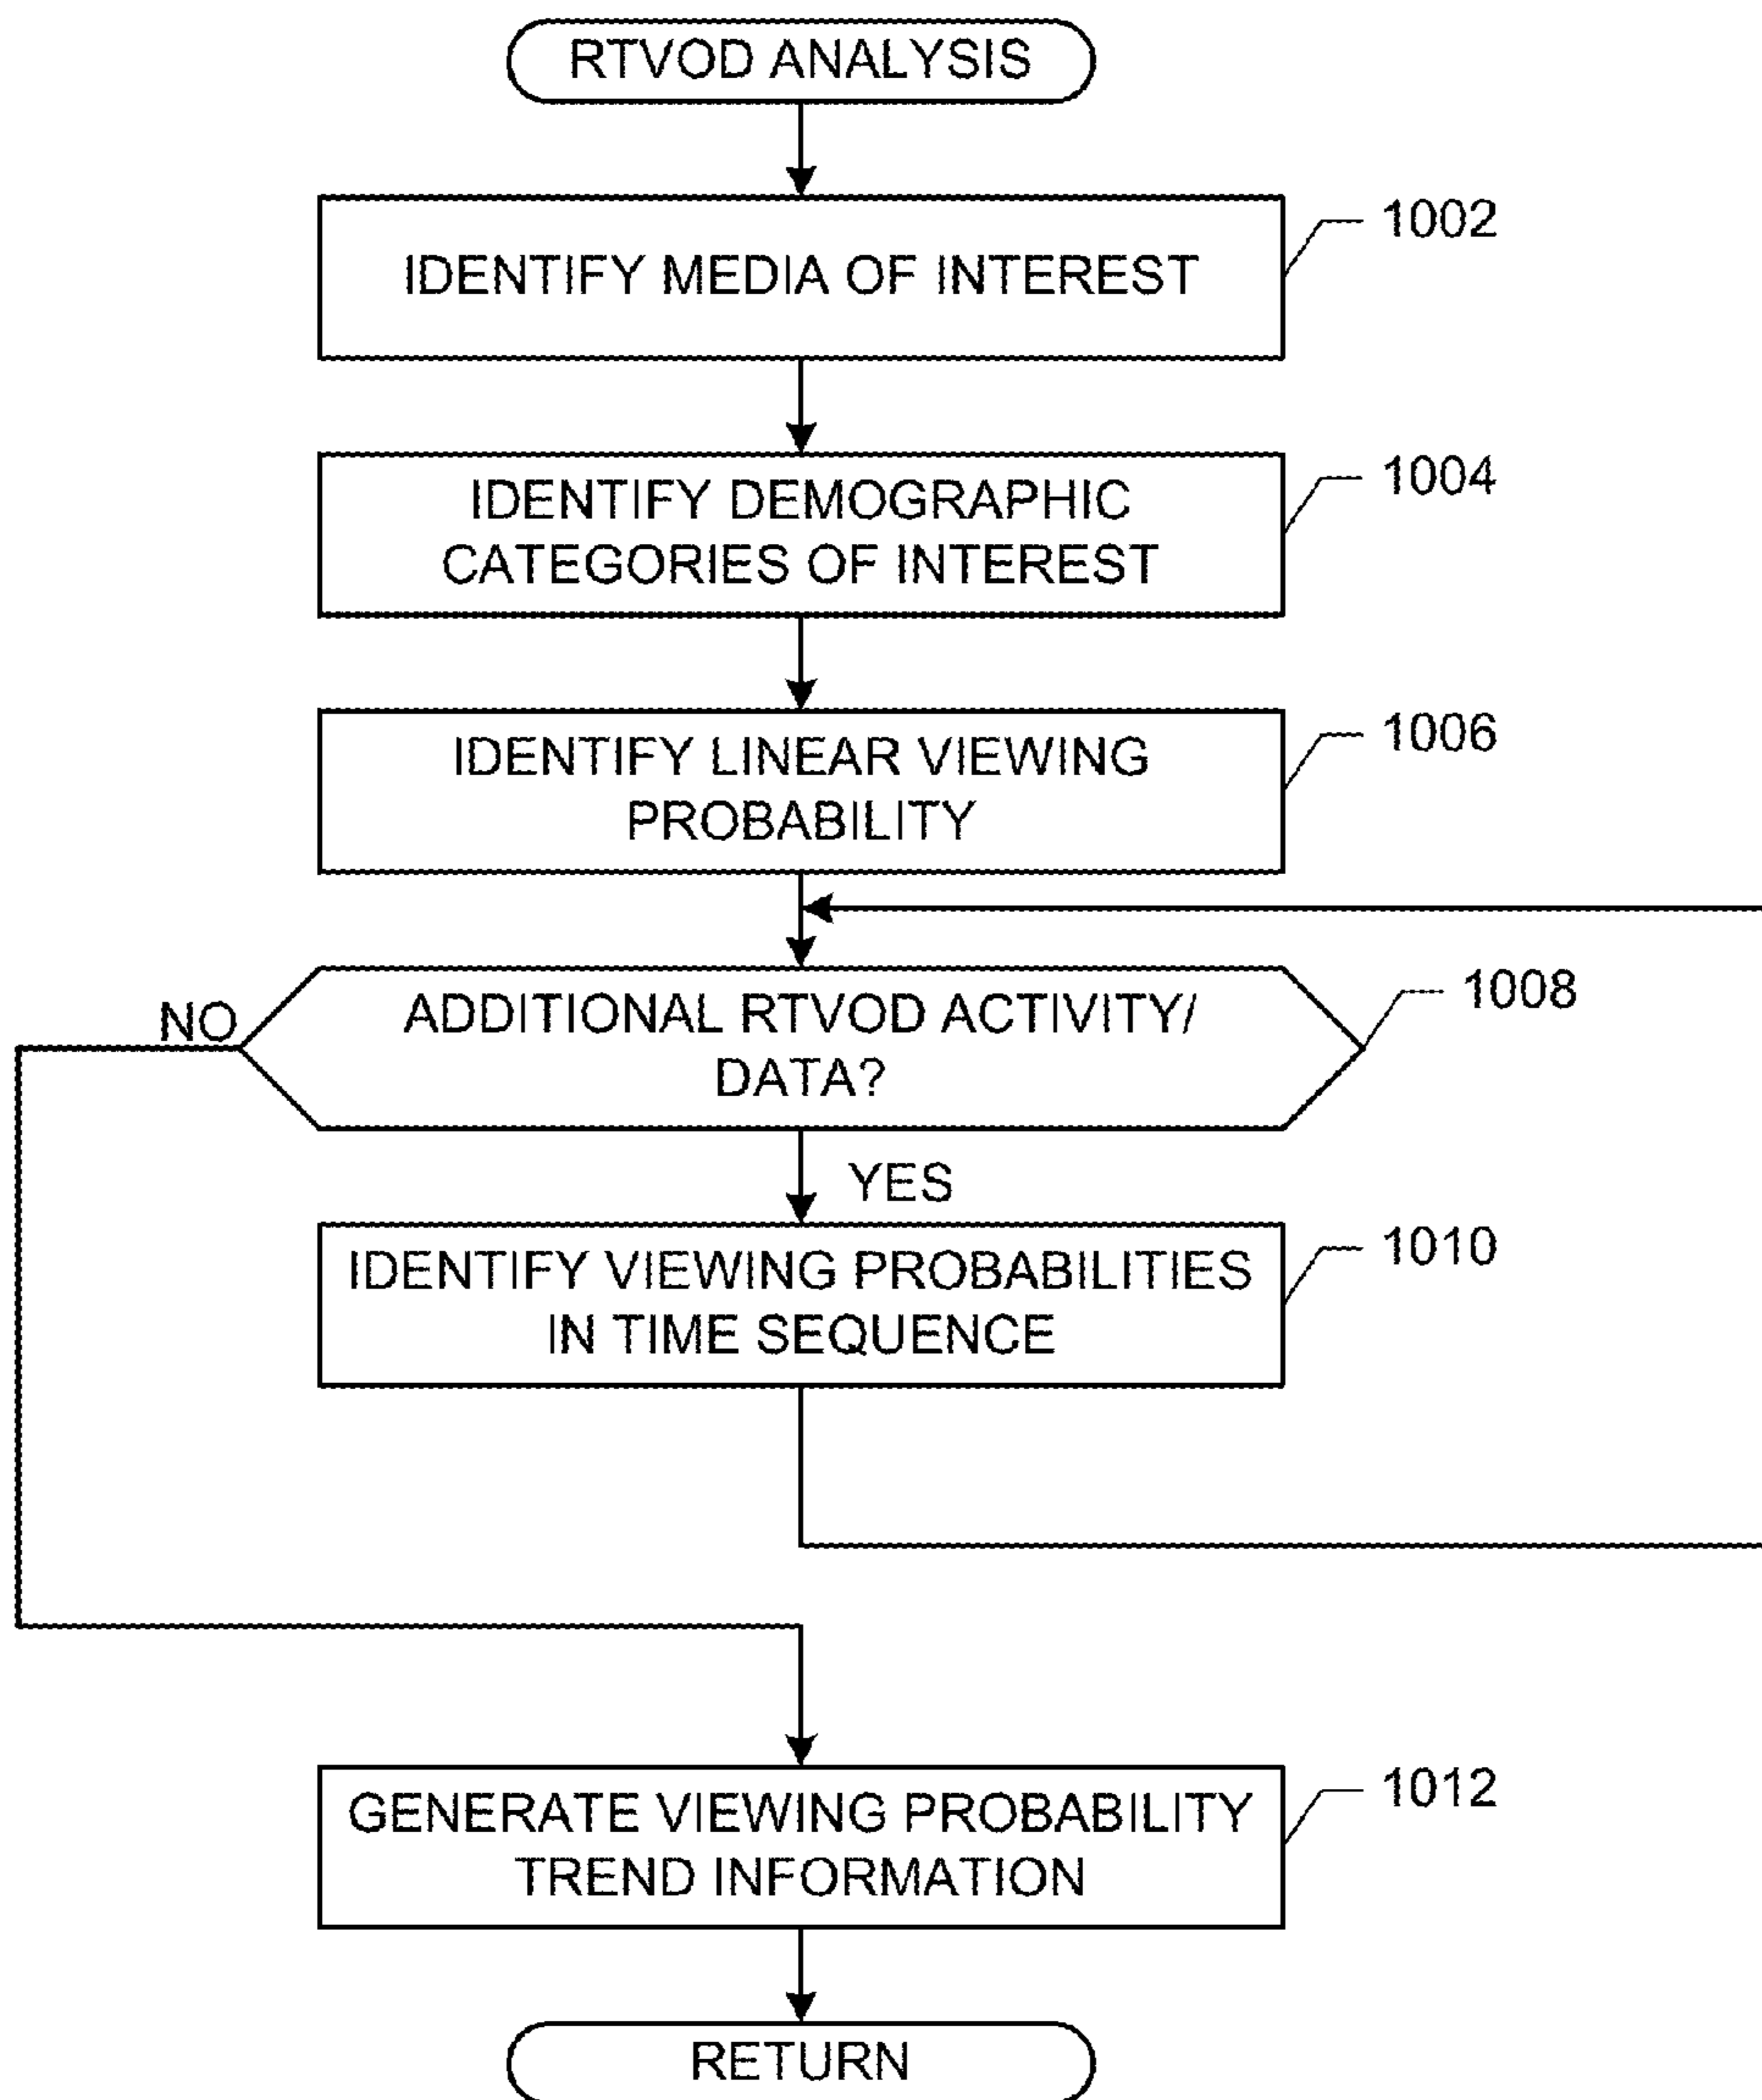 RTVOD ANALYSIS
IDENTIFY MEDIA OF INTEREST
1002
IDENTIFY DEMOGRAPHIC
CATEGORIES OF INTEREST
1004
IDENTIFY LINEAR VIEWING
PROBABILITY
1006
ADDITIONAL RTVOD ACTIVITY/
DATA?
1008
NO
YES
IDENTIFY VIEWING PROBABILITIES
IN TIME SEQUENCE
1010
GENERATE VIEWING PROBABILITY
TREND INFORMATION
1012
RETURN